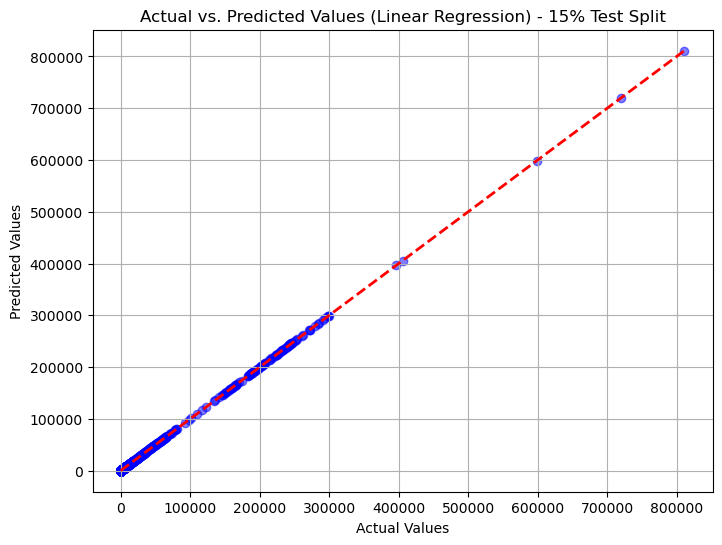 Actual vs. Predicted Values (Linear Regression) - 15% Test Split
800000
700000
600000
500000
400000
300000
200000
100000
0
Predicted Values
0 100000 200000 300000 400000 500000 600000 700000 800000
Actual Values